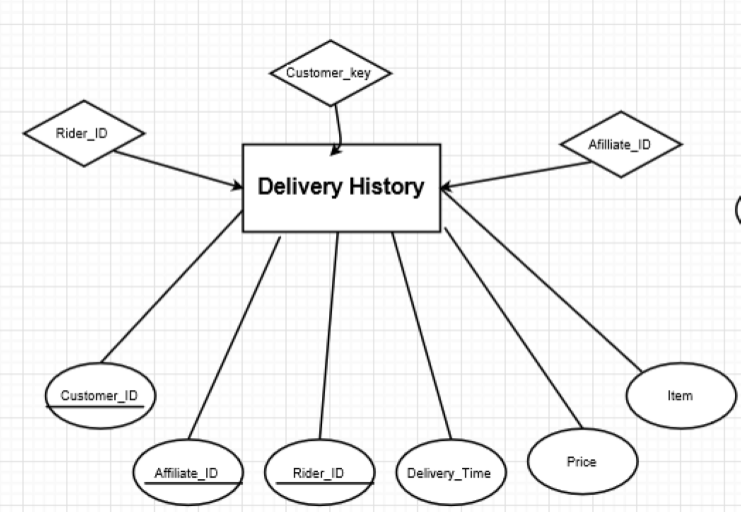 Customer_key
Rider_ID
Afilliate_ID
Delivery History
Customer_ID
Item
Affiliate_ID
Rider_ID
Delivery_Time
Price